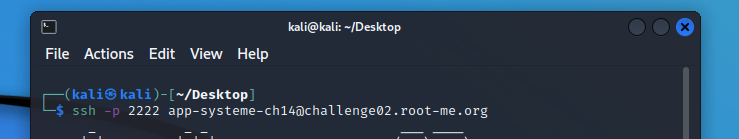 kali@kali: ~/Desktop
File Actions Edit View Help
┌──(kali㉿kali)-[~/Desktop]
└─$ ssh -p 2222 app-systeme-ch14@challenge02.root-me.org